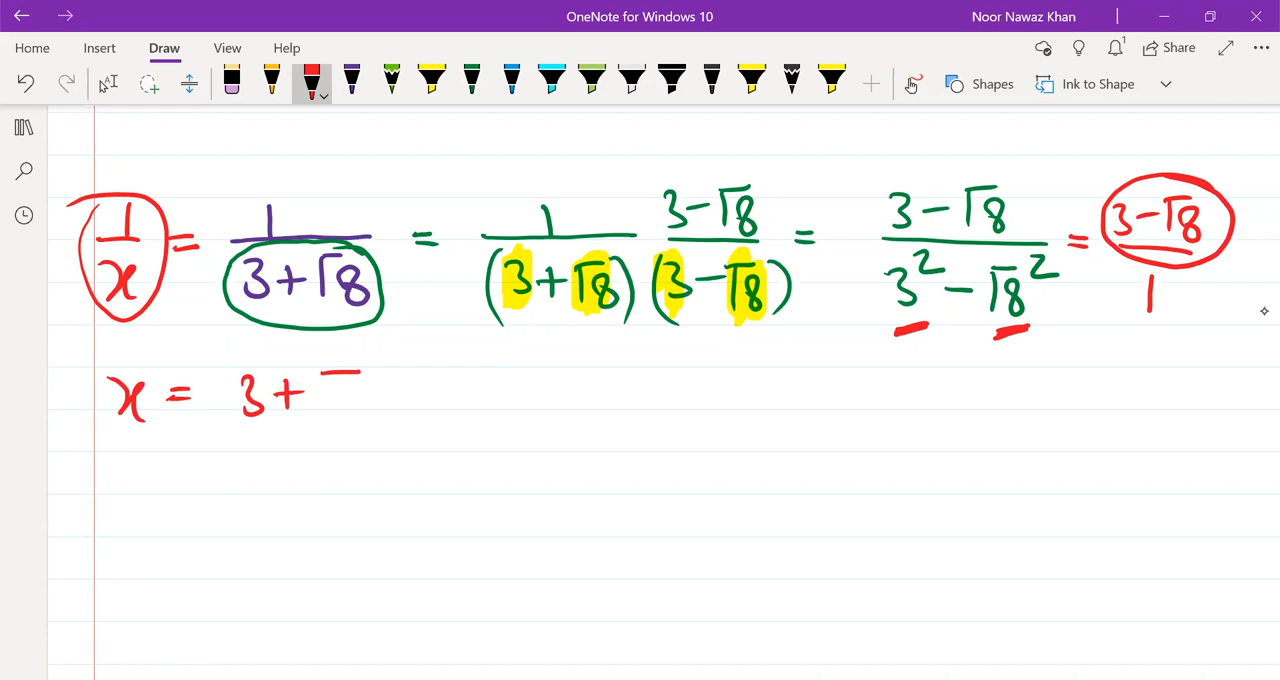 OneNote for Windows 10 Noor Nawaz Khan
Home Insert Draw View Help Share
Shapes Ink to Shape
1/x = 1/(3+√8) = 1/(3+√8) (3-√8)/(3-√8) = (3-√8)/(3²-√8²) = (3-√8)/1
x = 3+